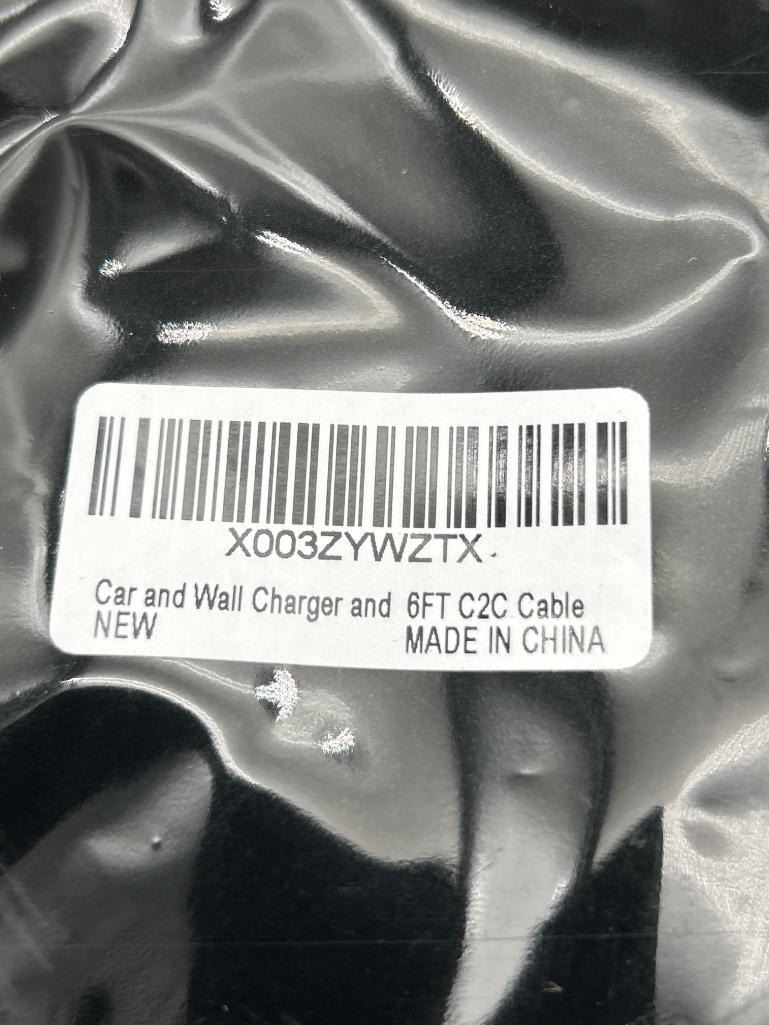 X003ZYWZTX
Car and Wall Charger and 6FT C2C Cable
NEW MADE IN CHINA